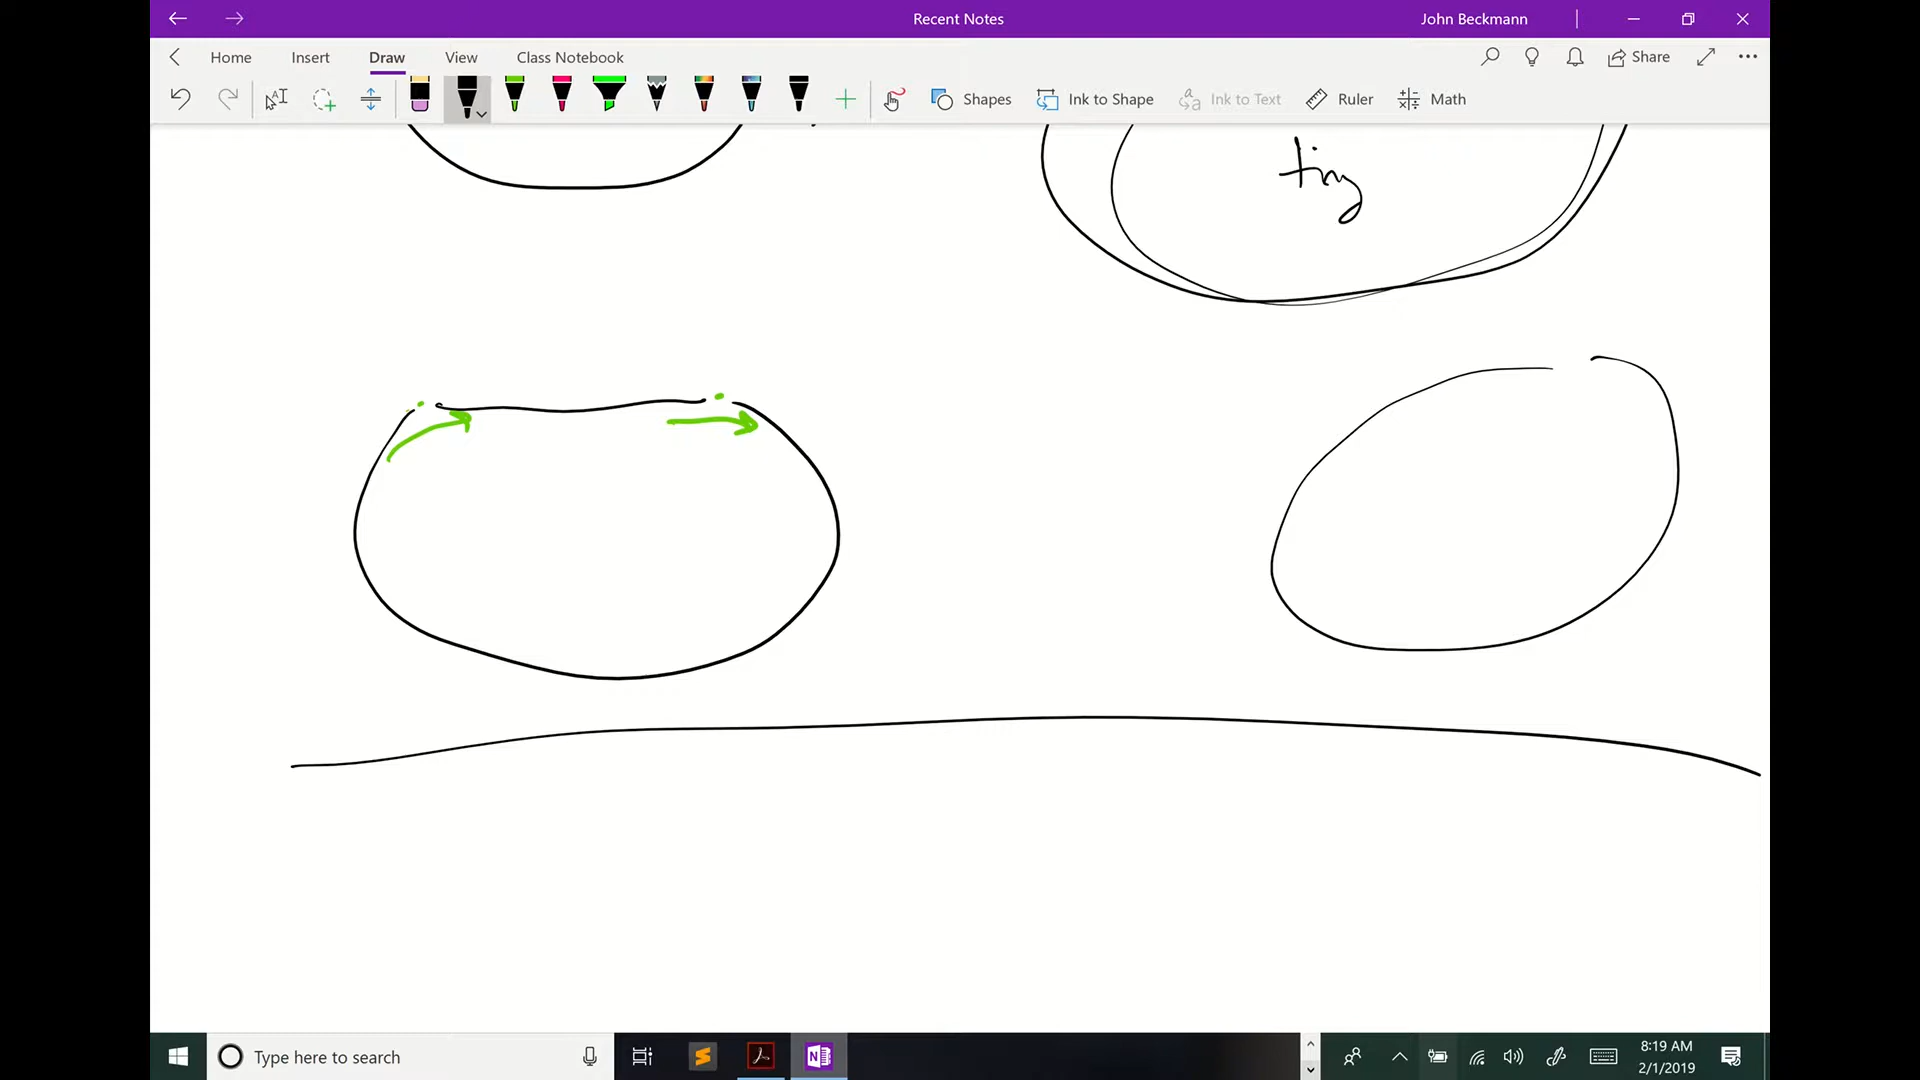 Recent Notes
John Beckmann
Home Insert Draw View Class Notebook
Share
Shapes Ink to Shape Ink to Text Ruler Math
tiny
Type here to search
8:19 AM
2/1/2019